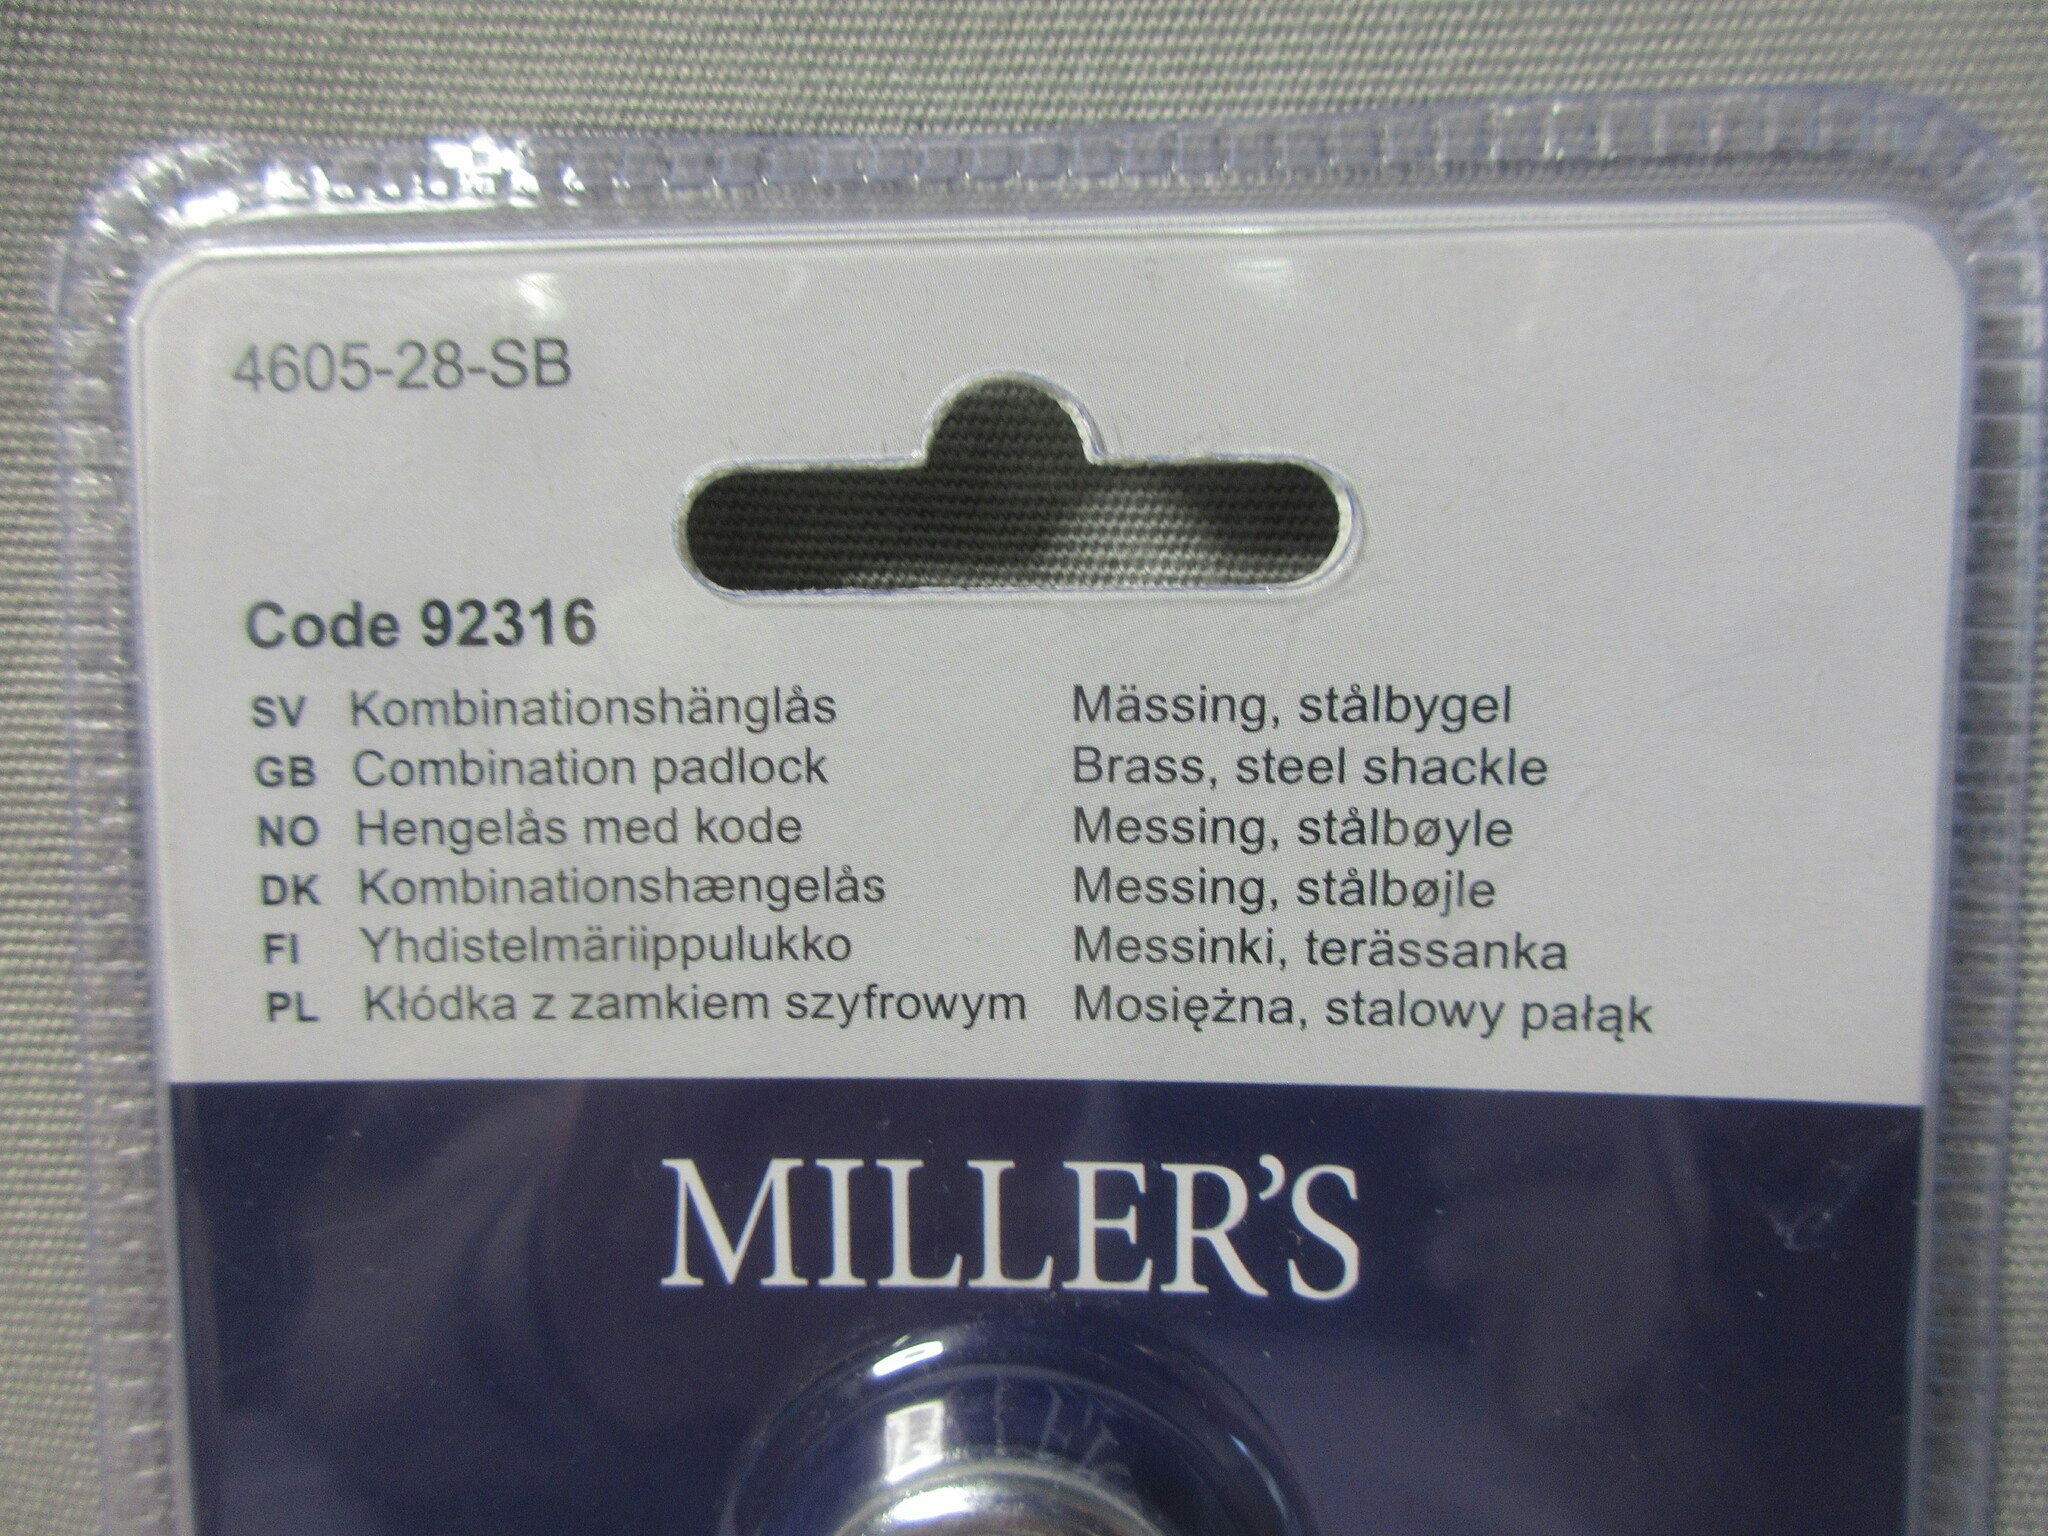 4605-28-SB
Code 92316
SV Kombinationshänglås Mässing, stålbygel
GB Combination padlock Brass, steel shackle
NO Hengelås med kode Messing, stålbøyle
DK Kombinationshængelås Messing, stålbøjle
FI Yhdistelmäriippulukko Messinki, terässanka
PL Kłódka z zamkiem szyfrowym Mosiężna, stalowy pałąk
MILLER'S